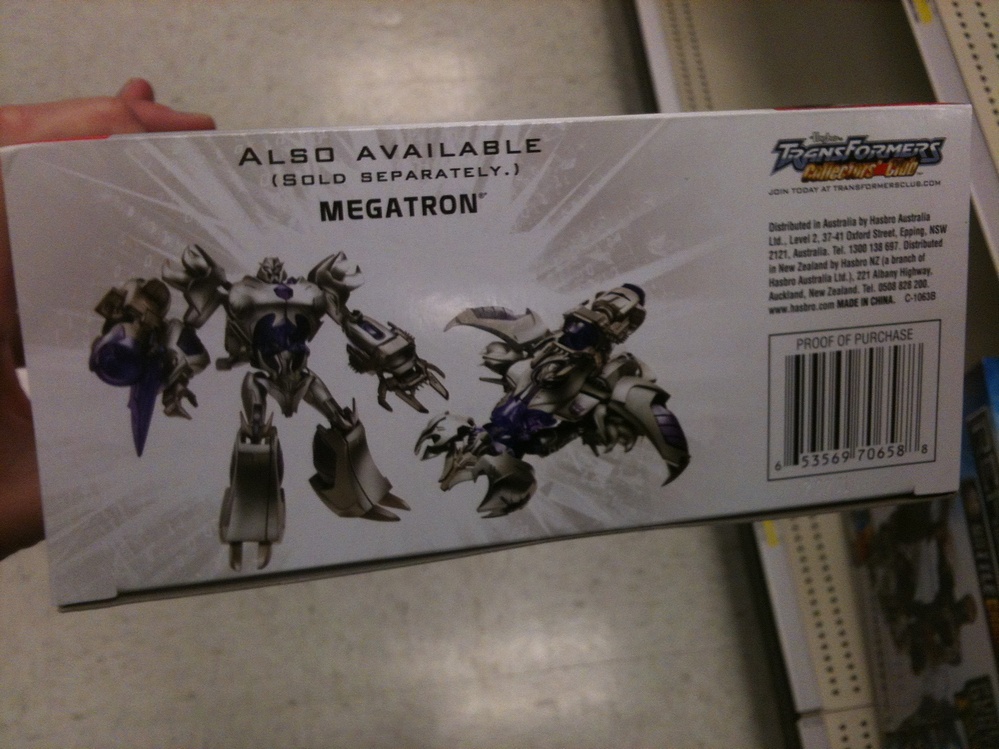 ALSO AVAILABLE
(SOLD SEPARATELY.)
MEGATRON®
TRANSFORMERS
Collectors Club™
JOIN TODAY AT TRANSFORMERSCLUB.COM
Distributed in Australia by Hasbro Australia
Ltd., Level 2, 37-41 Oxford Street, Epping, NSW
2121, Australia. Tel. 1300 138 697. Distributed
in New Zealand by Hasbro NZ (a branch of
Hasbro Australia Ltd.), 221 Albany Highway,
Auckland, New Zealand. Tel. 0508 828 200.
www.hasbro.com MADE IN CHINA. C-1063B
PROOF OF PURCHASE
6 53569 70658 8